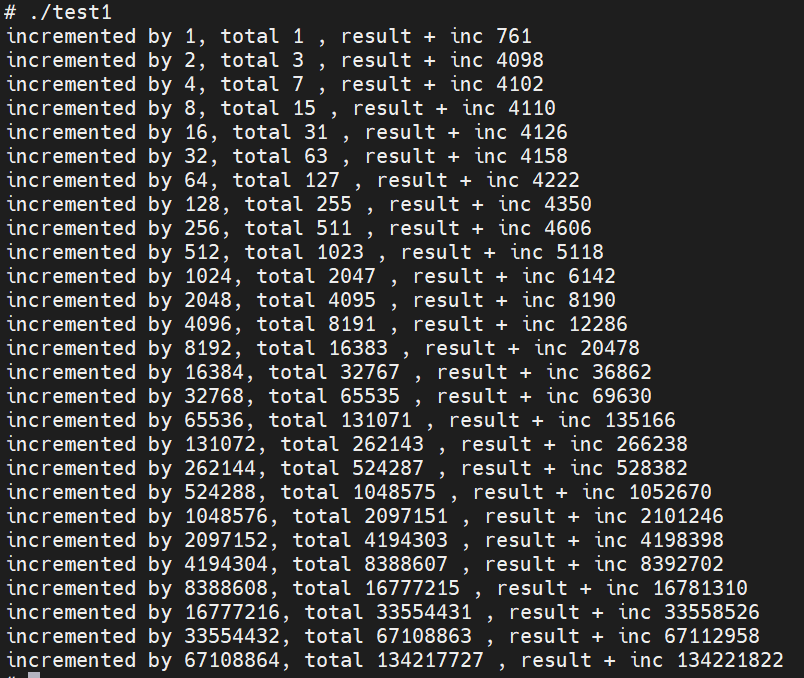 # ./test1
incremented by 1, total 1 , result + inc 761
incremented by 2, total 3 , result + inc 4098
incremented by 4, total 7 , result + inc 4102
incremented by 8, total 15 , result + inc 4110
incremented by 16, total 31 , result + inc 4126
incremented by 32, total 63 , result + inc 4158
incremented by 64, total 127 , result + inc 4222
incremented by 128, total 255 , result + inc 4350
incremented by 256, total 511 , result + inc 4606
incremented by 512, total 1023 , result + inc 5118
incremented by 1024, total 2047 , result + inc 6142
incremented by 2048, total 4095 , result + inc 8190
incremented by 4096, total 8191 , result + inc 12286
incremented by 8192, total 16383 , result + inc 20478
incremented by 16384, total 32767 , result + inc 36862
incremented by 32768, total 65535 , result + inc 69630
incremented by 65536, total 131071 , result + inc 135166
incremented by 131072, total 262143 , result + inc 266238
incremented by 262144, total 524287 , result + inc 528382
incremented by 524288, total 1048575 , result + inc 1052670
incremented by 1048576, total 2097151 , result + inc 2101246
incremented by 2097152, total 4194303 , result + inc 4198398
incremented by 4194304, total 8388607 , result + inc 8392702
incremented by 8388608, total 16777215 , result + inc 16781310
incremented by 16777216, total 33554431 , result + inc 33558526
incremented by 33554432, total 67108863 , result + inc 67112958
incremented by 67108864, total 134217727 , result + inc 134221822